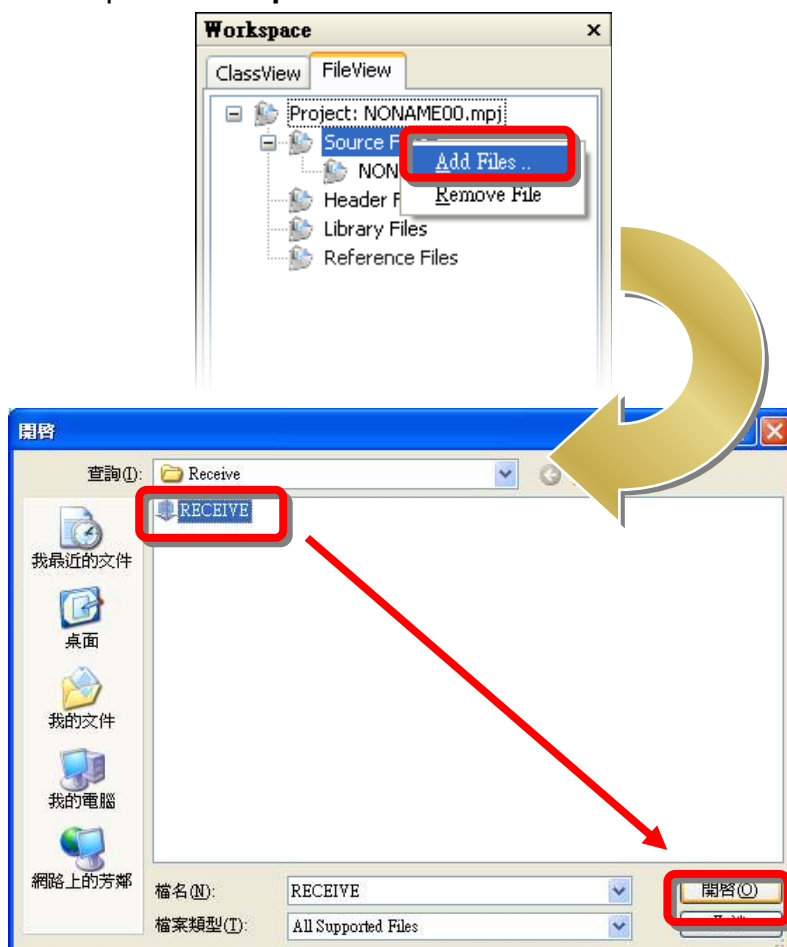 Workspace
ClassView FileView
Project: NONAME00.mpj
Source F
Add Files ..
NON
Remove File
Header F
Library Files
Reference Files
開啓
查詢(I): Receive
RECEIVE
我最近的文件
桌面
我的文件
我的電腦
網路上的芳鄰
檔名(N): RECEIVE 開啓(O)
檔案類型(T): All Supported Files